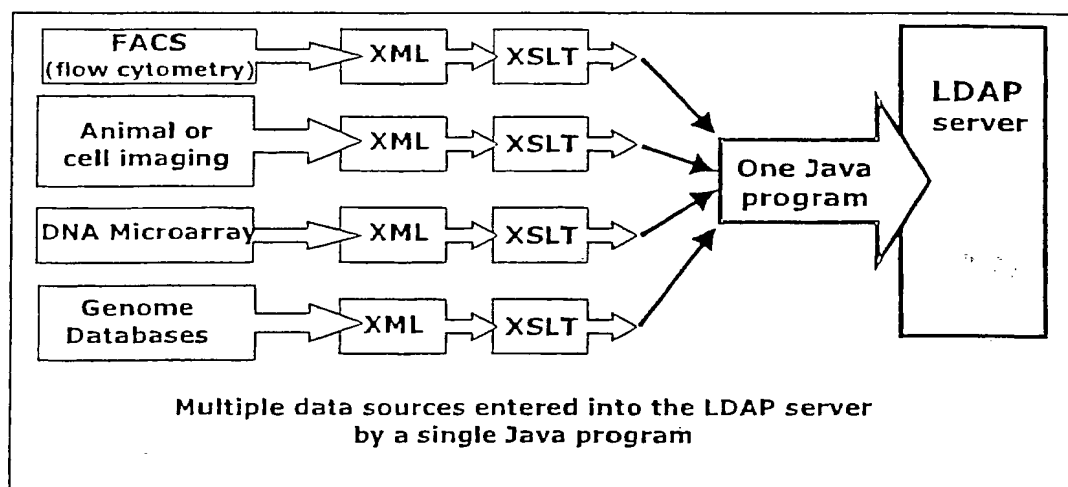 FACS
(flow cytometry)
XML
XSLT
Animal or
cell imaging
XML
XSLT
DNA Microarray
XML
XSLT
Genome
Databases
XML
XSLT
One Java
program
LDAP
server
Multiple data sources entered into the LDAP server
by a single Java program